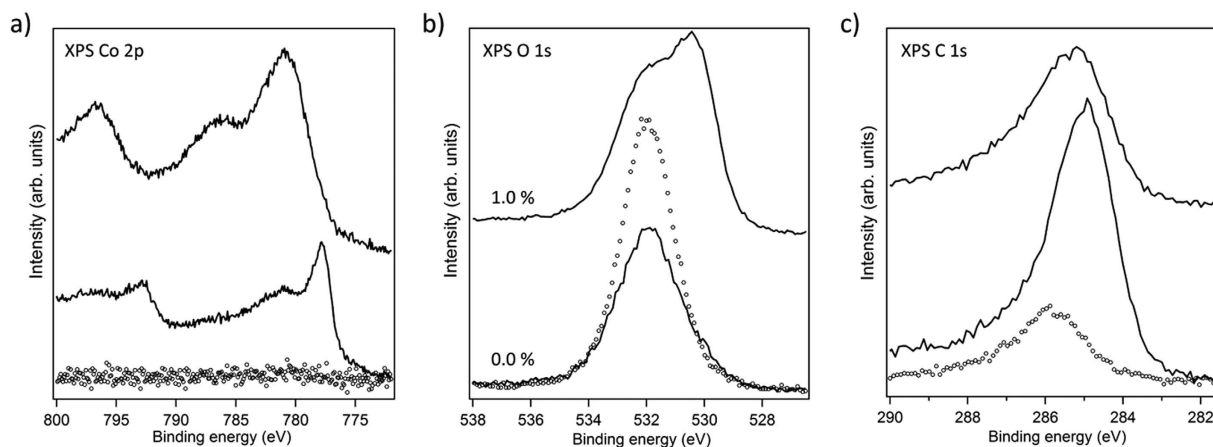 a)
XPS Co 2p
Intensity (arb. units)
800 795 790 785 780 775
Binding energy (eV)
b)
XPS O 1s
1.0 %
0.0 %
Intensity (arb. units)
538 536 534 532 530 528
Binding energy (eV)
c)
XPS C 1s
Intensity (arb. units)
290 288 286 284 282
Binding energy (eV)